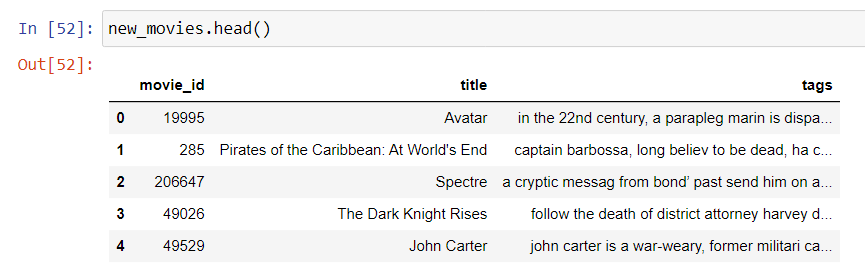 In [52]: new_movies.head()
Out[52]:
movie_id title tags
0 19995 Avatar in the 22nd century, a parapleg marin is dispa...
1 285 Pirates of the Caribbean: At World's End captain barbossa, long believ to be dead, ha c...
2 206647 Spectre a cryptic messag from bond’ past send him on a...
3 49026 The Dark Knight Rises follow the death of district attorney harvey d...
4 49529 John Carter john carter is a war-weary, former militari ca...